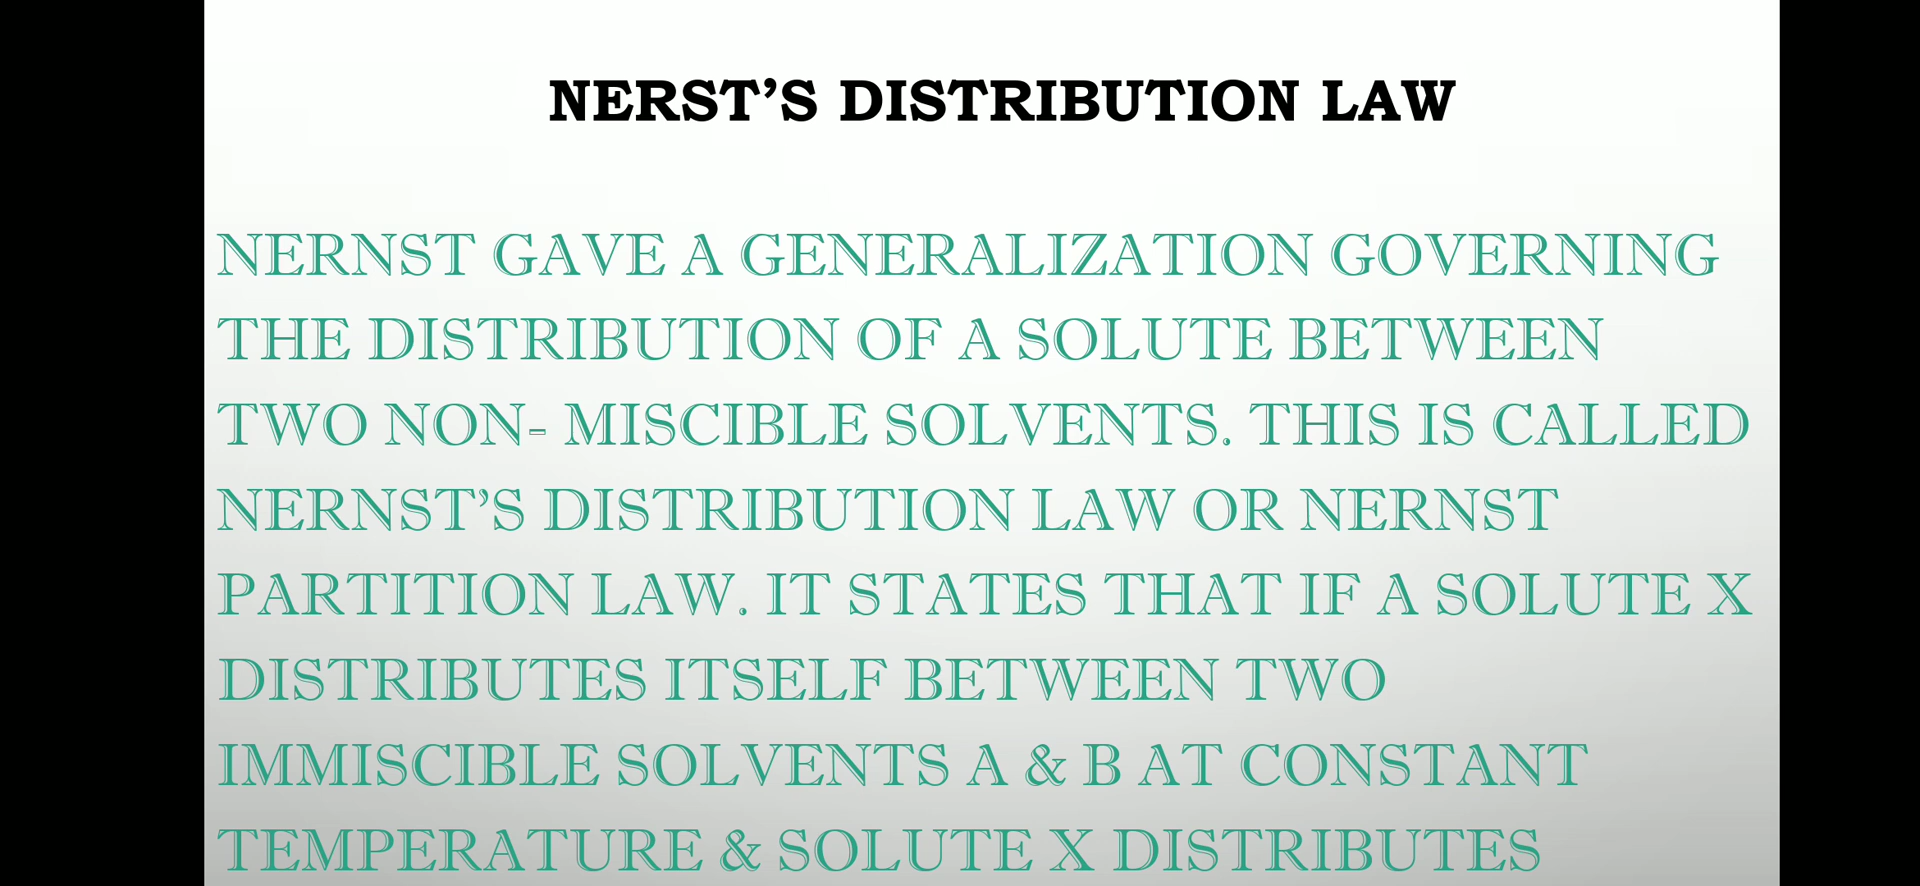 NERST’S DISTRIBUTION LAW
NERNST GAVE A GENERALIZATION GOVERNING
THE DISTRIBUTION OF A SOLUTE BETWEEN
TWO NON- MISCIBLE SOLVENTS. THIS IS CALLED
NERNST’S DISTRIBUTION LAW OR NERNST
PARTITION LAW. IT STATES THAT IF A SOLUTE X
DISTRIBUTES ITSELF BETWEEN TWO
IMMISCIBLE SOLVENTS A & B AT CONSTANT
TEMPERATURE & SOLUTE X DISTRIBUTES